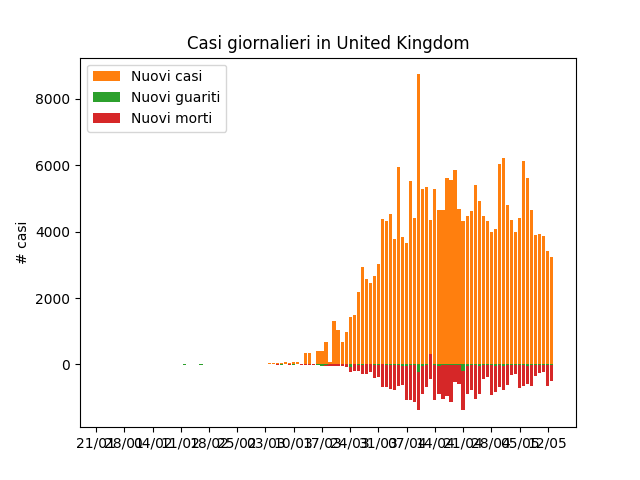 Casi giornalieri in United Kingdom
Nuovi casi
Nuovi guariti
Nuovi morti
# casi
8000
6000
4000
2000
0
21/01 28/01 04/02 11/02 18/02 25/02 03/03 10/03 17/03 24/03 31/03 07/04 14/04 21/04 28/04 05/05 12/05